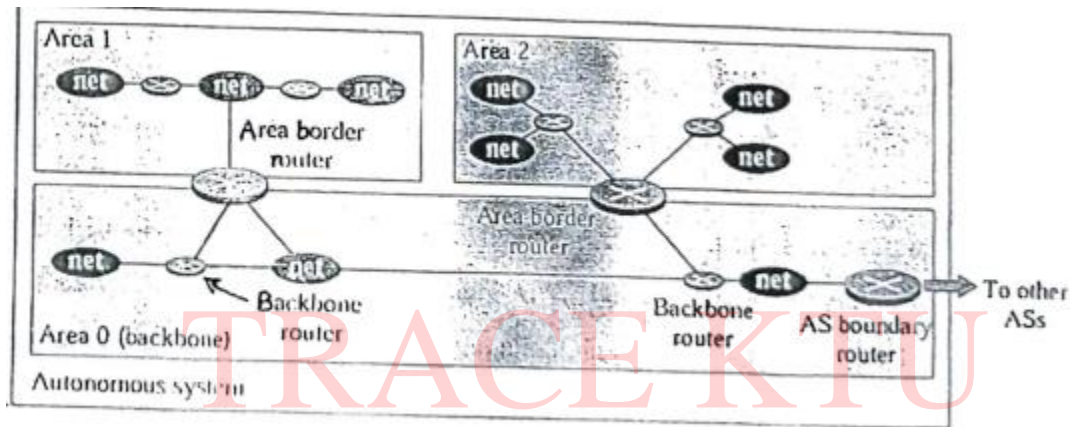 Area 1
net
net
net
Area border
router
Area 2
net
net
net
net
Area border
router
net
net
Backbone
router
Area 0 (backbone)
Backbone
router
net
AS boundary
router
To other
ASs
Autonomous system
TRACE KTU